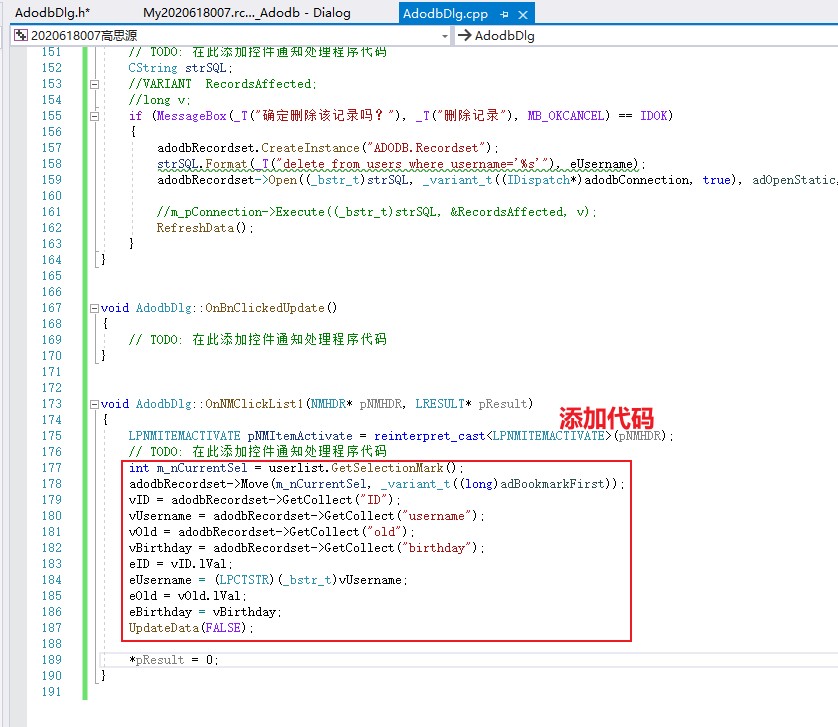 AdodbDlg.h* My2020618007.rc..._Adodb - Dialog AdodbDlg.cpp
2020618007高思源 AdodbDlg
151 // TODO: 在此添加控件通知处理程序代码
152 CString strSQL;
153 //VARIANT RecordsAffected;
154 //long v;
155 if (MessageBox(_T("确定删除该记录吗？"), _T("删除记录"), MB_OKCANCEL) == IDOK)
156 {
157 adodbRecordset.CreateInstance("ADODB.Recordset");
158 strSQL.Format(_T("delete from users where username='%s'"), eUsername);
159 adodbRecordset->Open((_bstr_t)strSQL, _variant_t((IDispatch*)adodbConnection, true), adOpenStatic,
160
161 //m_pConnection->Execute((_bstr_t)strSQL, &RecordsAffected, v);
162 RefreshData();
163 }
164 }
165
166
167 void AdodbDlg::OnBnClickedUpdate()
168 {
169 // TODO: 在此添加控件通知处理程序代码
170 }
171
172
173 void AdodbDlg::OnNMClickList1(NMHDR* pNMHDR, LRESULT* pResult)
添加代码
174 {
175 LPNMITEMACTIVATE pNMItemActivate = reinterpret_cast<LPNMITEMACTIVATE>(pNMHDR);
176 // TODO: 在此添加控件通知处理程序代码
177 int m_nCurrentSel = userlist.GetSelectionMark();
178 adodbRecordset->Move(m_nCurrentSel, _variant_t((long)adBookmarkFirst));
179 vID = adodbRecordset->GetCollect("ID");
180 vUsername = adodbRecordset->GetCollect("username");
181 vOld = adodbRecordset->GetCollect("old");
182 vBirthday = adodbRecordset->GetCollect("birthday");
183 eID = vID.lVal;
184 eUsername = (LPCTSTR)(_bstr_t)vUsername;
185 eOld = vOld.lVal;
186 eBirthday = vBirthday;
187 UpdateData(FALSE);
188
189 *pResult = 0;
190 }
191